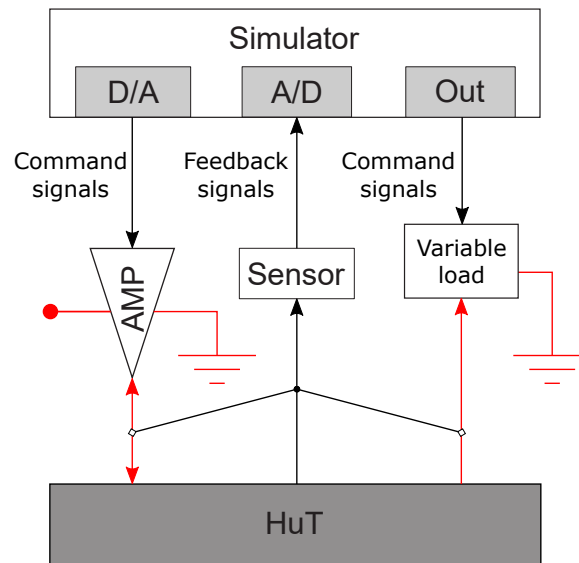 Simulator
D/A
A/D
Out
Command
signals
Feedback
signals
Command
signals
AMP
Sensor
Variable
load
HuT